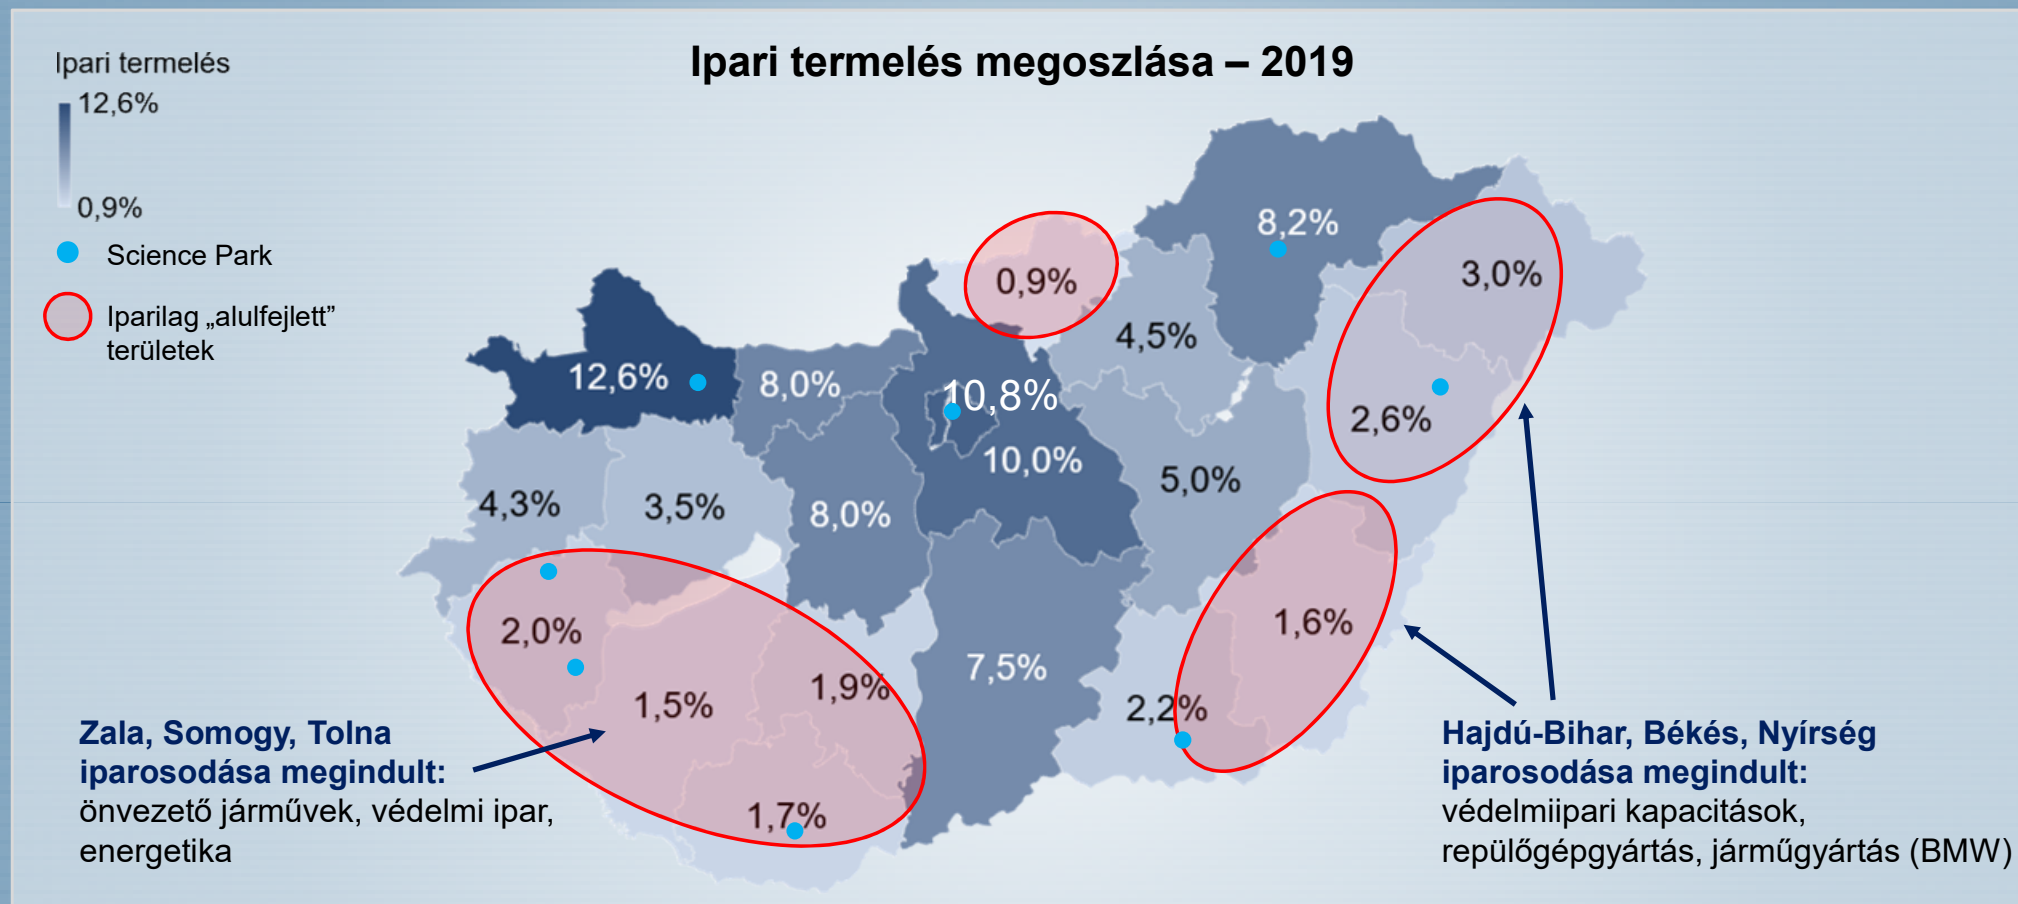 Ipari termelés megoszlása – 2019
Ipari termelés
12,6%
0,9%
Science Park
Iparilag „alulfejlett”
területek
8,2%
3,0%
0,9%
4,5%
12,6%
8,0%
10,8%
2,6%
10,0%
5,0%
4,3%
3,5%
8,0%
2,0%
1,6%
7,5%
1,9%
1,5%
2,2%
1,7%
Zala, Somogy, Tolna
iparosodása megindult:
önvezető járművek, védelmi ipar,
energetika
Hajdú-Bihar, Békés, Nyírség
iparosodása megindult:
védelmiipari kapacitások,
repülőgépgyártás, járműgyártás (BMW)